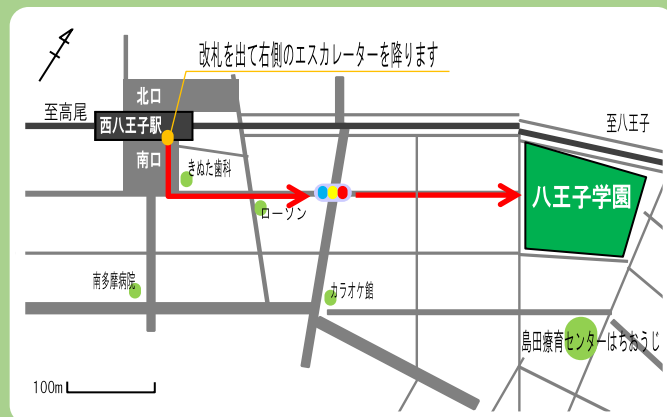 改札を出て右側のエスカレーターを降ります
北口
至高尾
西八王子駅
至八王子
南口
きぬた歯科
八王子学園
ローソン
南多摩病院
カラオケ館
島田療育センターはちおうじ
100m